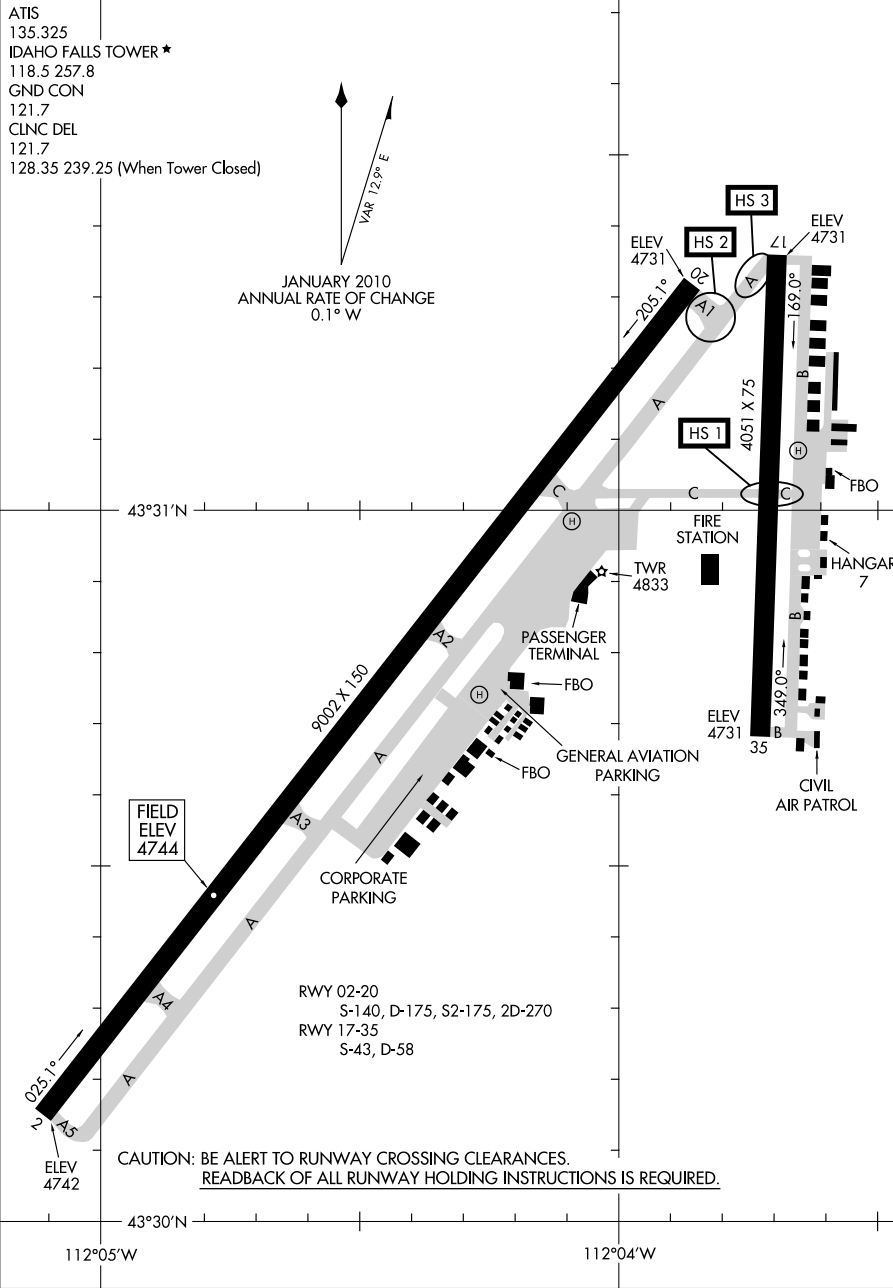 ATIS
135.325
IDAHO FALLS TOWER ★
118.5 257.8
GND CON
121.7
CLNC DEL
121.7
128.35 239.25 (When Tower Closed)
VAR 12.9° E
JANUARY 2010
ANNUAL RATE OF CHANGE
0.1° W
HS 3
HS 2
ELEV
4731
ELEV
4731
17
20
A
A1
205.1°
169.0°
B
A
4051 X 75
HS 1
H
C
C
C
FBO
43°31'N
H
FIRE
STATION
TWR
4833
HANGAR
7
PASSENGER
TERMINAL
A2
B
9002 X 150
FBO
H
349.0°
ELEV
4731
35
B
A
GENERAL AVIATION
PARKING
FBO
CIVIL
AIR PATROL
FIELD
ELEV
4744
A3
CORPORATE
PARKING
A
A4
RWY 02-20
S-140, D-175, S2-175, 2D-270
RWY 17-35
S-43, D-58
025.1°
A
2
A5
ELEV
4742
CAUTION: BE ALERT TO RUNWAY CROSSING CLEARANCES.
READBACK OF ALL RUNWAY HOLDING INSTRUCTIONS IS REQUIRED.
43°30'N
112°05'W
112°04'W